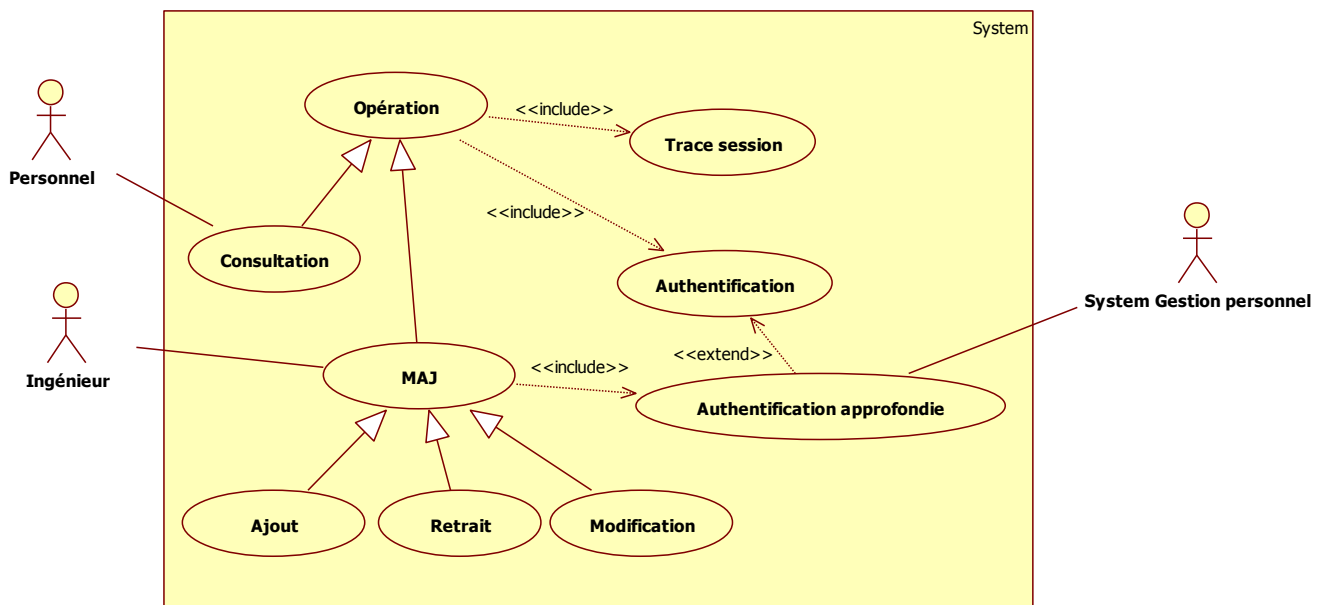 System
Opération
<<include>>
Trace session
Personnel
<<include>>
Consultation
Authentification
System Gestion personnel
Ingénieur
<<extend>>
<<include>>
MAJ
Authentification approfondie
Ajout
Retrait
Modification